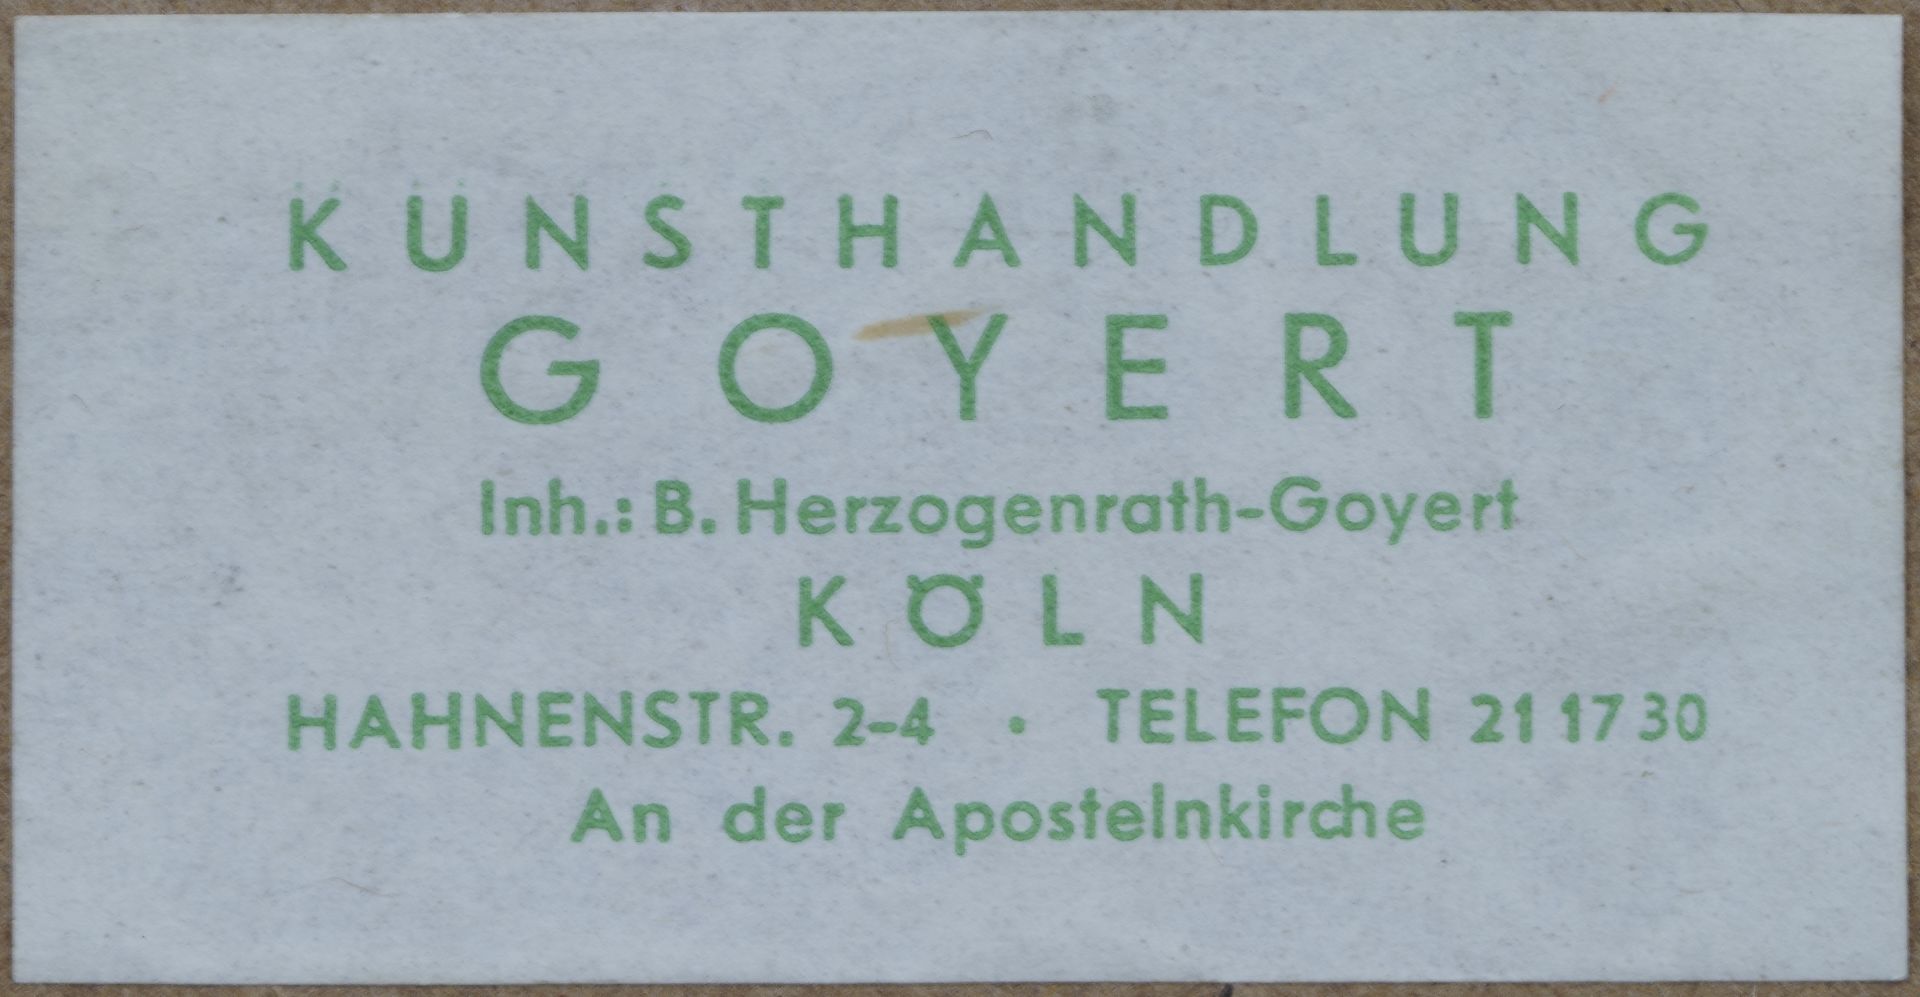 KUNSTHANDLUNG
GOYERT
Inh.: B. Herzogenrath-Goyert
KÖLN
HAHNENSTR. 2-4 · TELEFON 21 17 30
An der Apostelnkirche